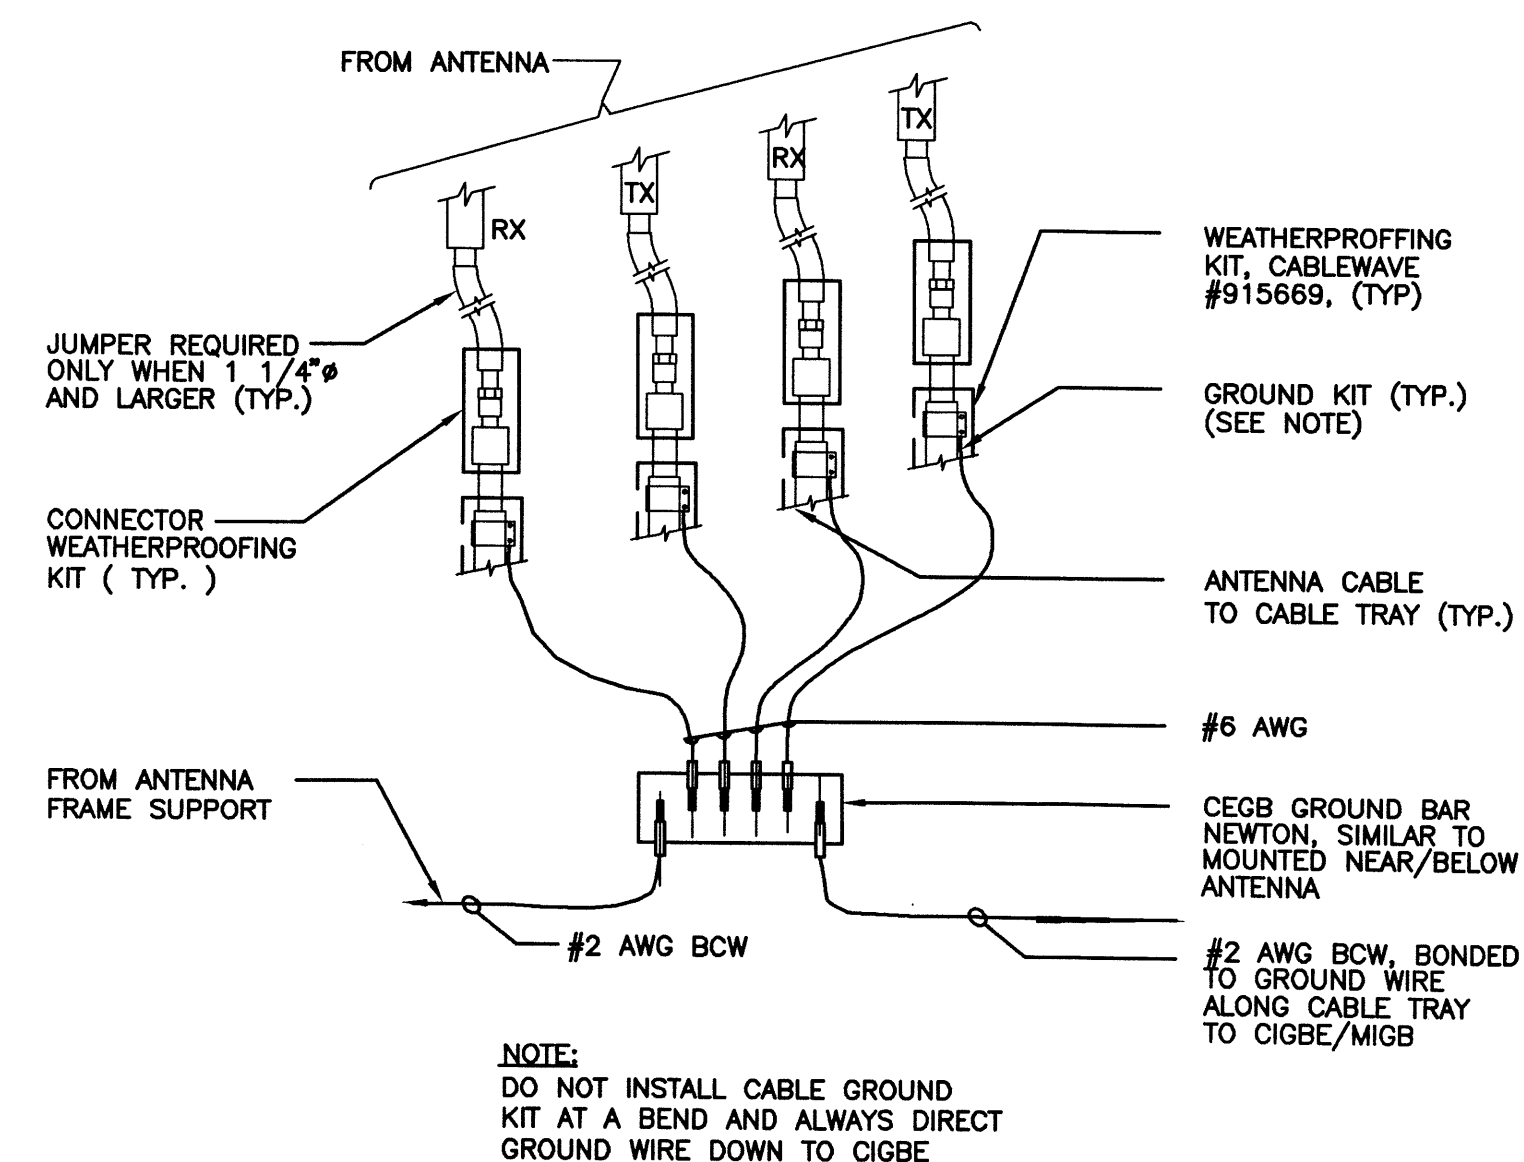 FROM ANTENNA
TX
RX
TX
RX
WEATHERPROFFING
KIT, CABLEWAVE
#915669, (TYP)
JUMPER REQUIRED
ONLY WHEN 1 1/4"ø
AND LARGER (TYP.)
GROUND KIT (TYP.)
(SEE NOTE)
CONNECTOR
WEATHERPROOFING
KIT ( TYP. )
ANTENNA CABLE
TO CABLE TRAY (TYP.)
#6 AWG
FROM ANTENNA
FRAME SUPPORT
CEGB GROUND BAR
NEWTON, SIMILAR TO
MOUNTED NEAR/BELOW
ANTENNA
#2 AWG BCW
#2 AWG BCW, BONDED
TO GROUND WIRE
ALONG CABLE TRAY
TO CIGBE/MIGB
NOTE:
DO NOT INSTALL CABLE GROUND
KIT AT A BEND AND ALWAYS DIRECT
GROUND WIRE DOWN TO CIGBE